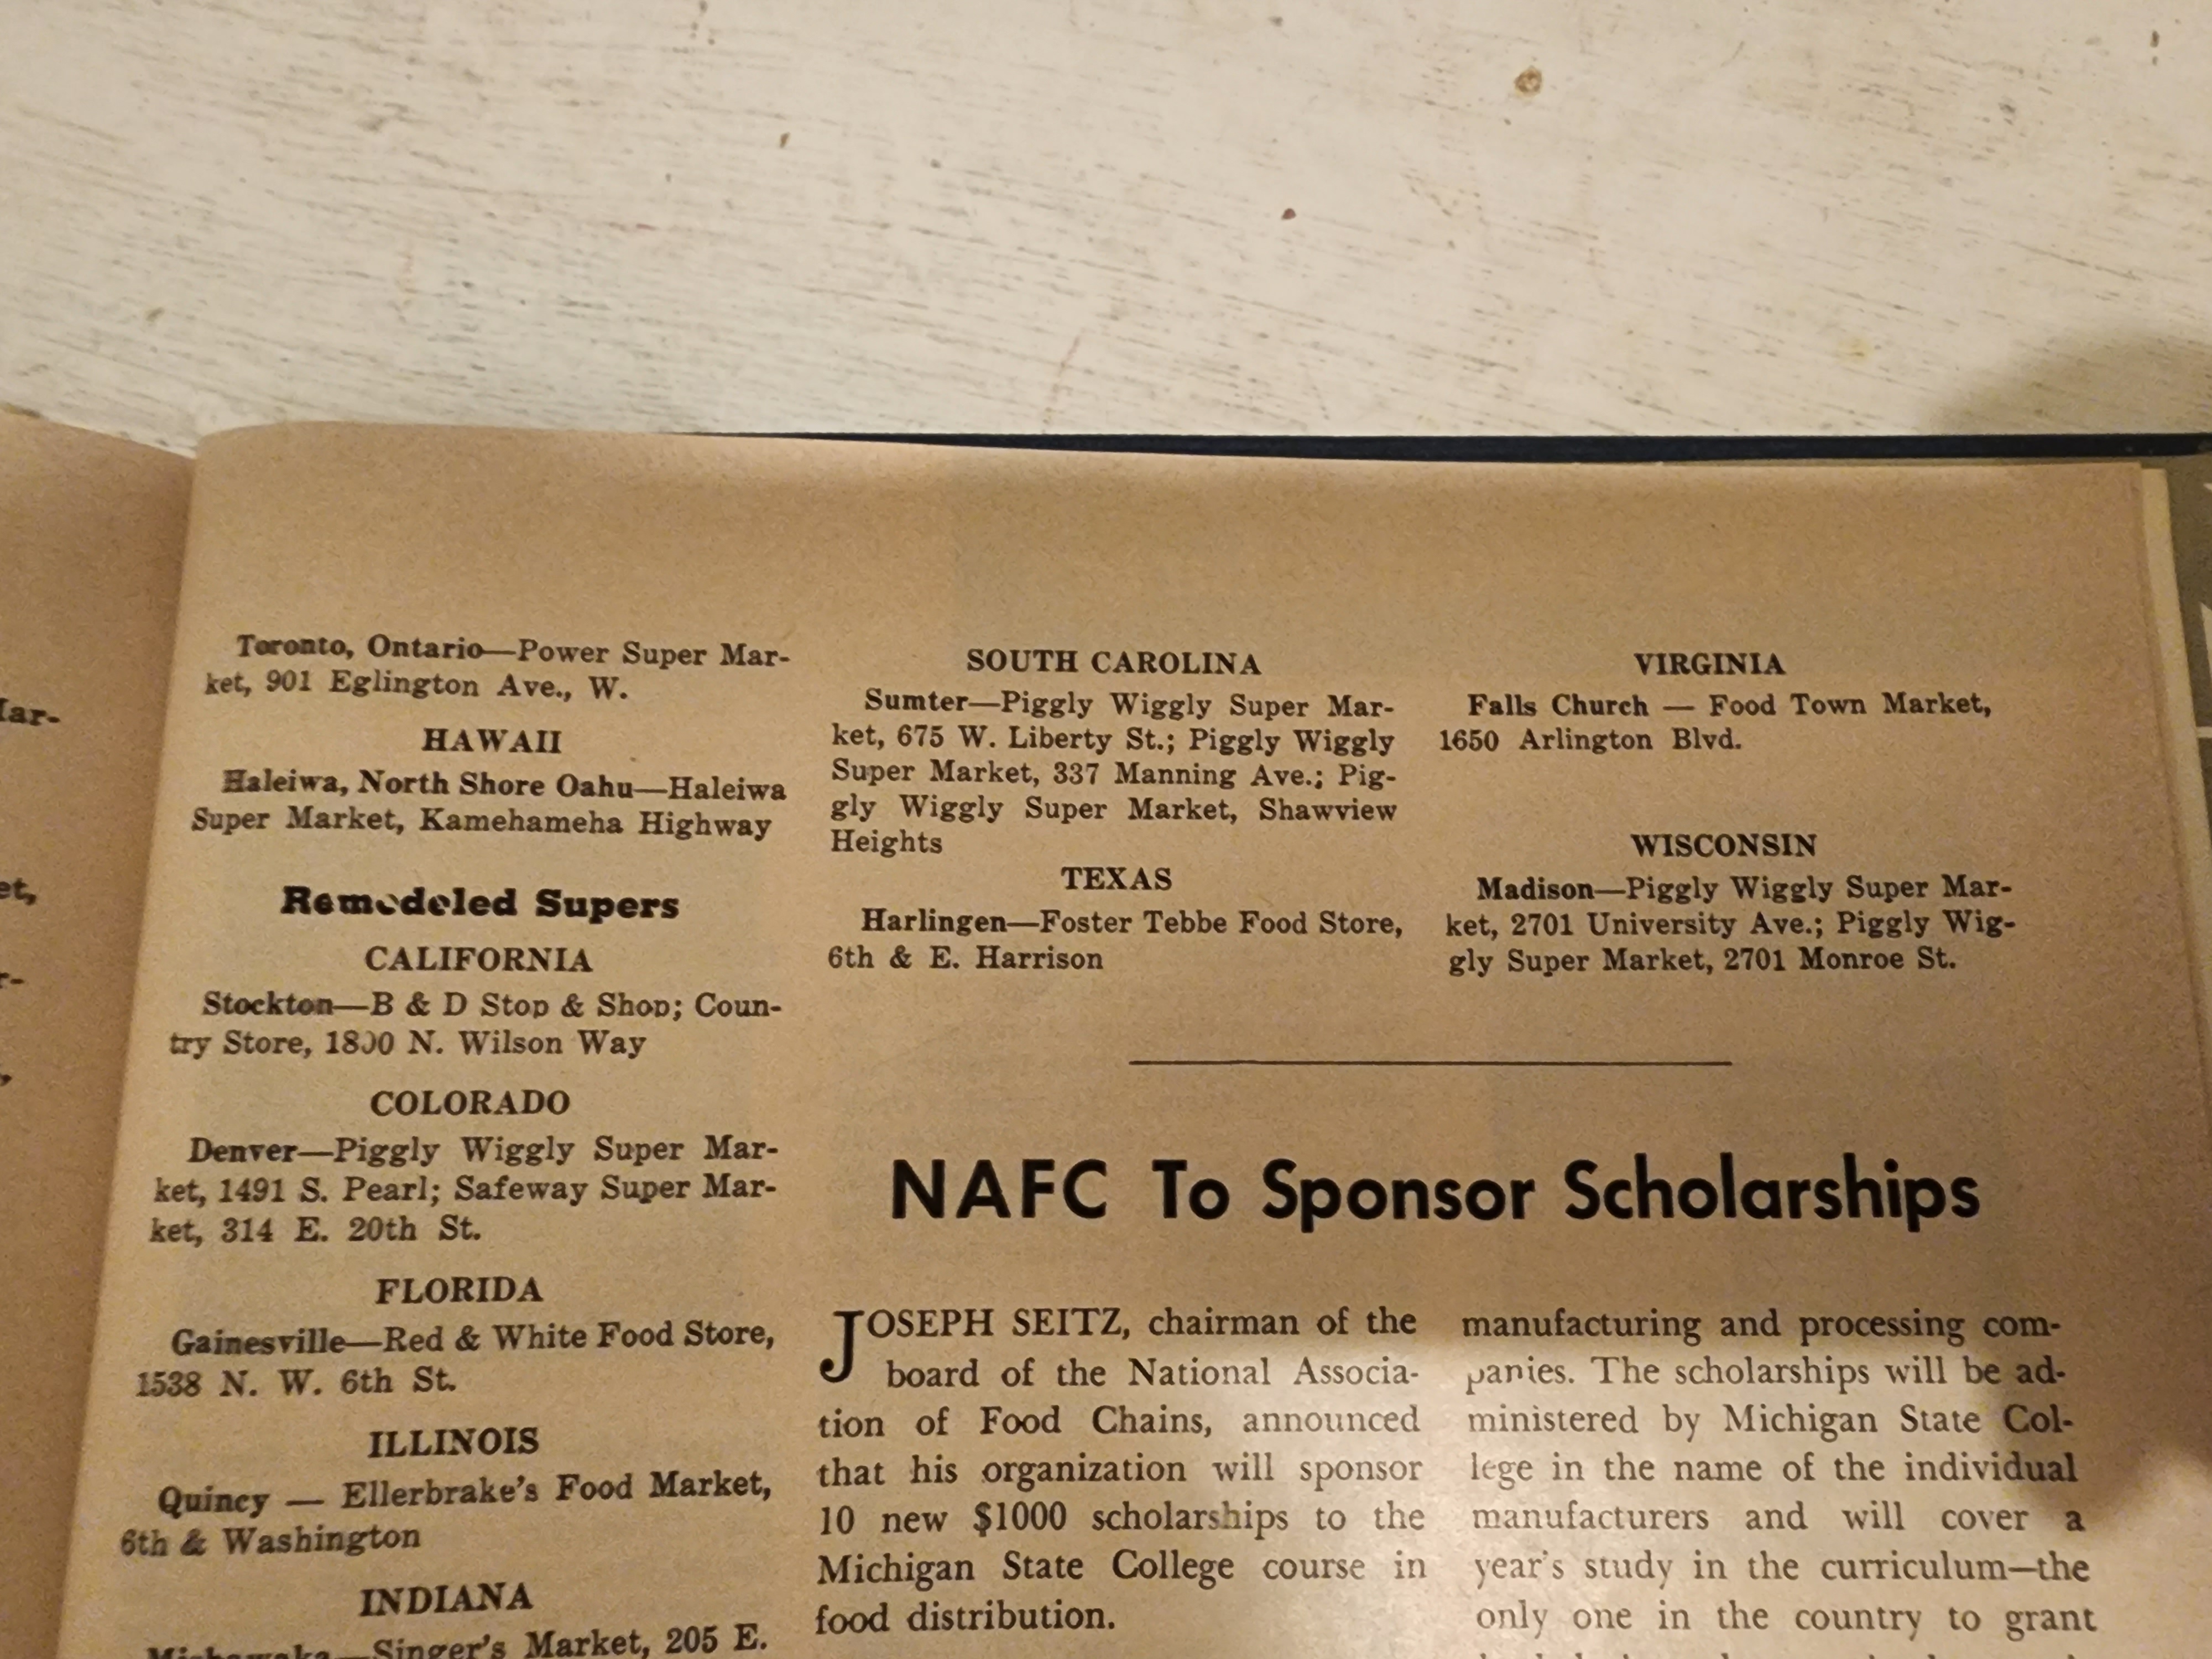 Toronto, Ontario—Power Super Mar-
ket, 901 Eglington Ave., W.
HAWAII
Haleiwa, North Shore Oahu—Haleiwa
Super Market, Kamehameha Highway
Remodeled Supers
CALIFORNIA
Stockton—B & D Stop & Shop; Coun-
try Store, 1800 N. Wilson Way
COLORADO
Denver—Piggly Wiggly Super Mar-
ket, 1491 S. Pearl; Safeway Super Mar-
ket, 314 E. 20th St.
FLORIDA
Gainesville—Red & White Food Store,
1538 N. W. 6th St.
ILLINOIS
Quincy — Ellerbrake's Food Market,
6th & Washington
INDIANA
Mishawaka—Singer's Market, 205 E.
SOUTH CAROLINA
Sumter—Piggly Wiggly Super Mar-
ket, 675 W. Liberty St.; Piggly Wiggly
Super Market, 337 Manning Ave.; Pig-
gly Wiggly Super Market, Shawview
Heights
TEXAS
Harlingen—Foster Tebbe Food Store,
6th & E. Harrison
VIRGINIA
Falls Church — Food Town Market,
1650 Arlington Blvd.
WISCONSIN
Madison—Piggly Wiggly Super Mar-
ket, 2701 University Ave.; Piggly Wig-
gly Super Market, 2701 Monroe St.
NAFC To Sponsor Scholarships
JOSEPH SEITZ, chairman of the
board of the National Associa-
tion of Food Chains, announced
that his organization will sponsor
10 new $1000 scholarships to the
Michigan State College course in
food distribution.
manufacturing and processing com-
panies. The scholarships will be ad-
ministered by Michigan State Col-
lege in the name of the individual
manufacturers and will cover a
year's study in the curriculum—the
only one in the country to grant